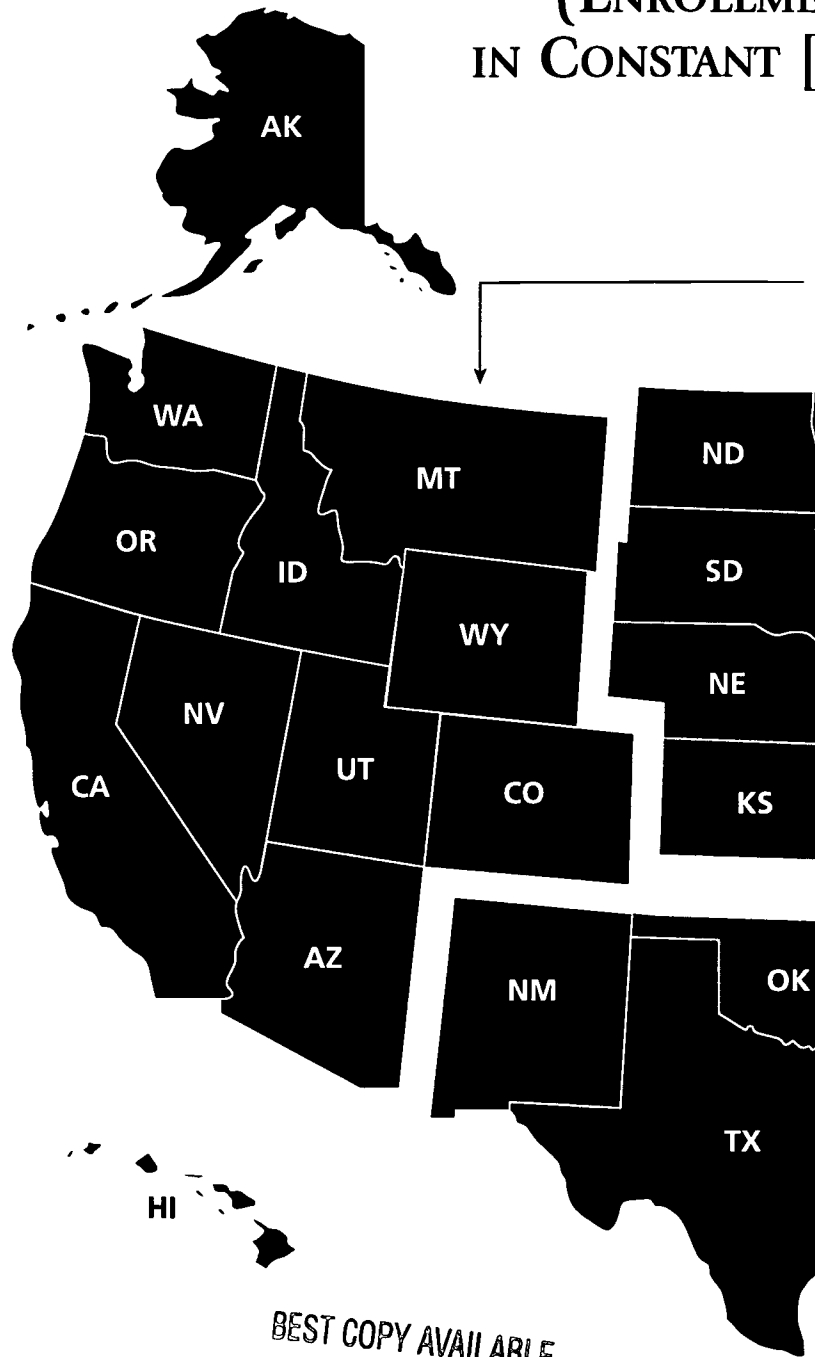 (ENROLLME
IN CONSTANT [
AK
WA
MT
ND
OR
ID
SD
WY
NE
NV
UT
CA
CO
KS
AZ
NM
OK
TX
HI
BEST COPY AVAILABLE